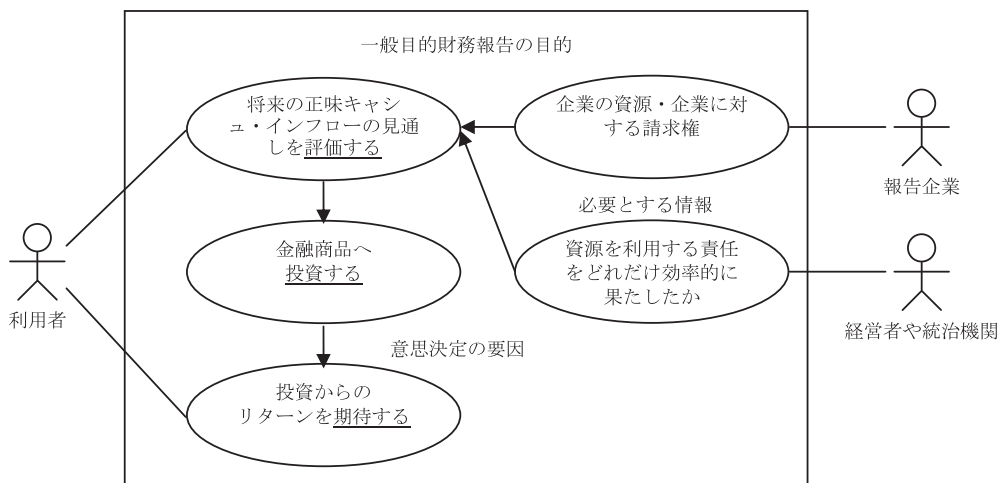 一般目的財務報告の目的
将来の正味キャシ
ュ・インフローの見通
しを評価する
企業の資源・企業に対
する請求権
報告企業
必要とする情報
金融商品へ
投資する
資源を利用する責任
をどれだけ効率的に
果たしたか
利用者
経営者や統治機関
意思決定の要因
投資からの
リターンを期待する